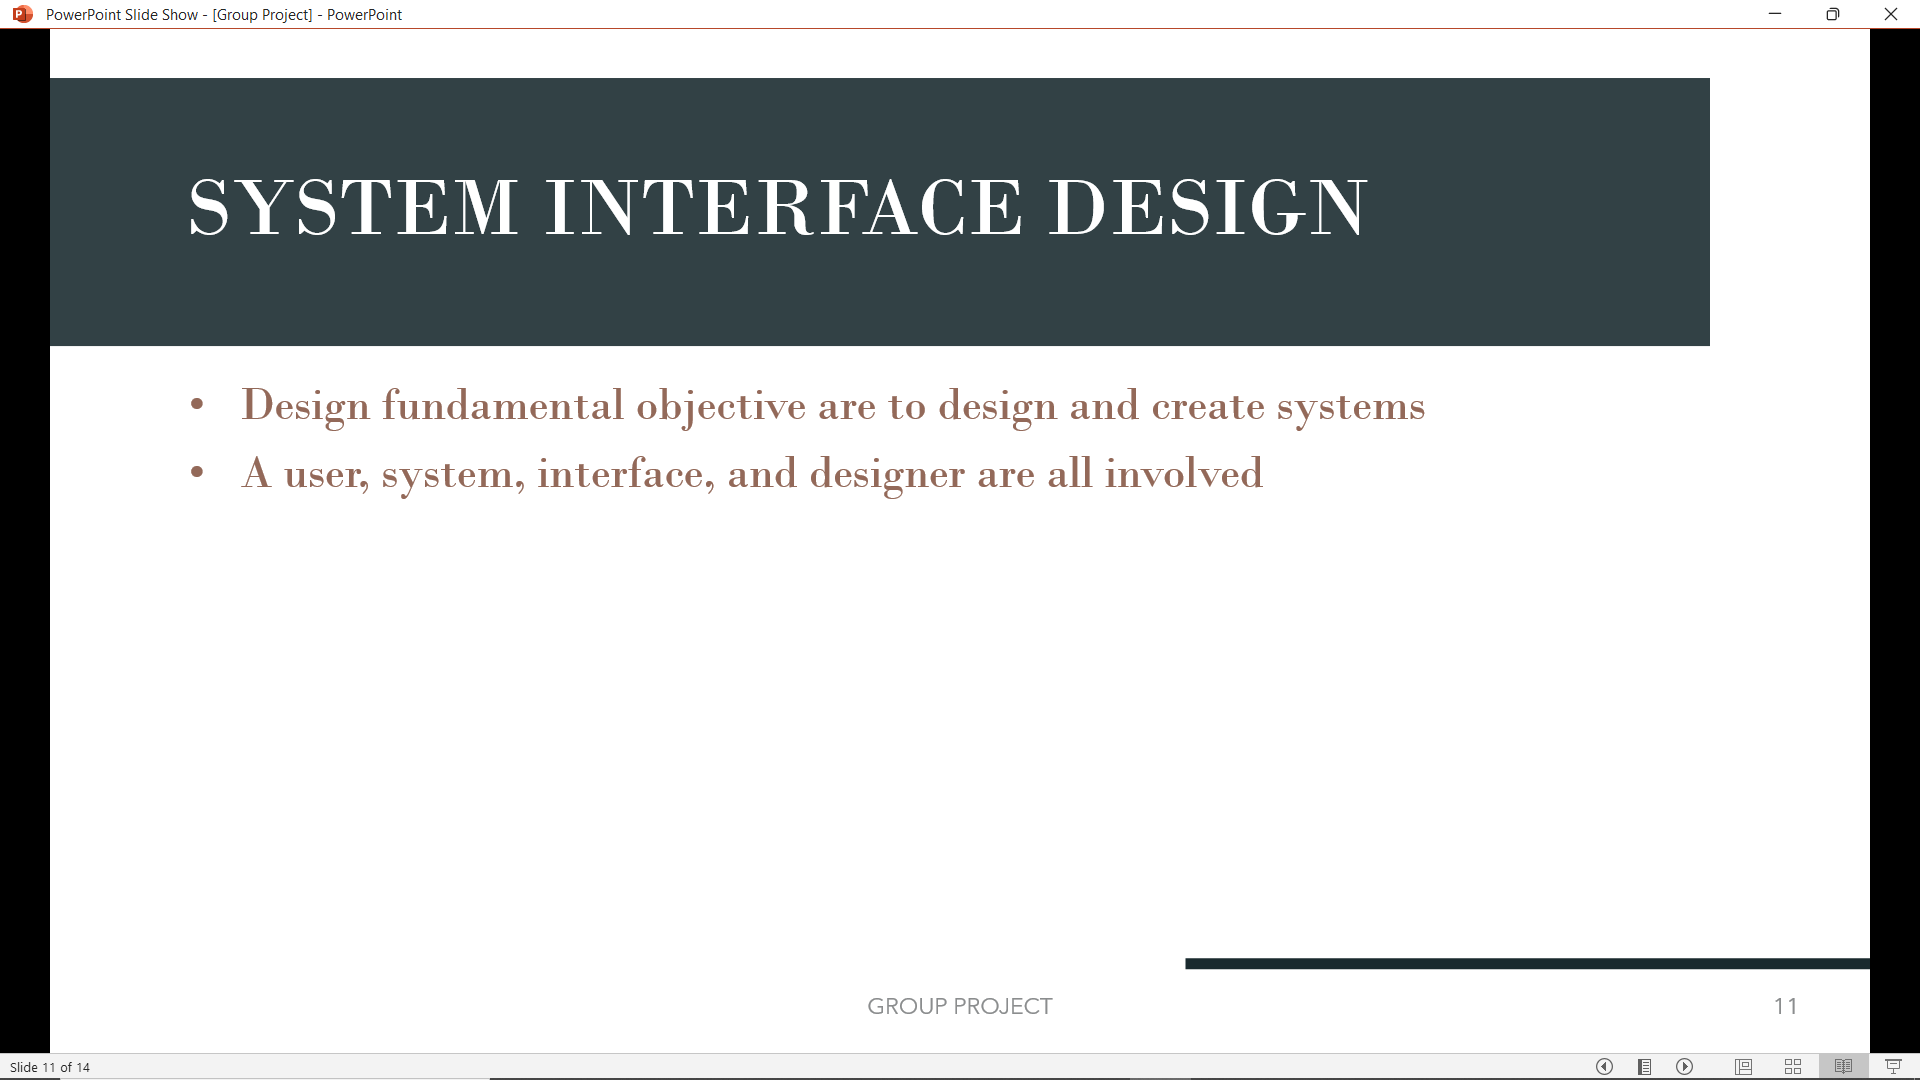 PowerPoint Slide Show - [Group Project] - PowerPoint
SYSTEM INTERFACE DESIGN
• Design fundamental objective are to design and create systems
• A user, system, interface, and designer are all involved
GROUP PROJECT
11
Slide 11 of 14